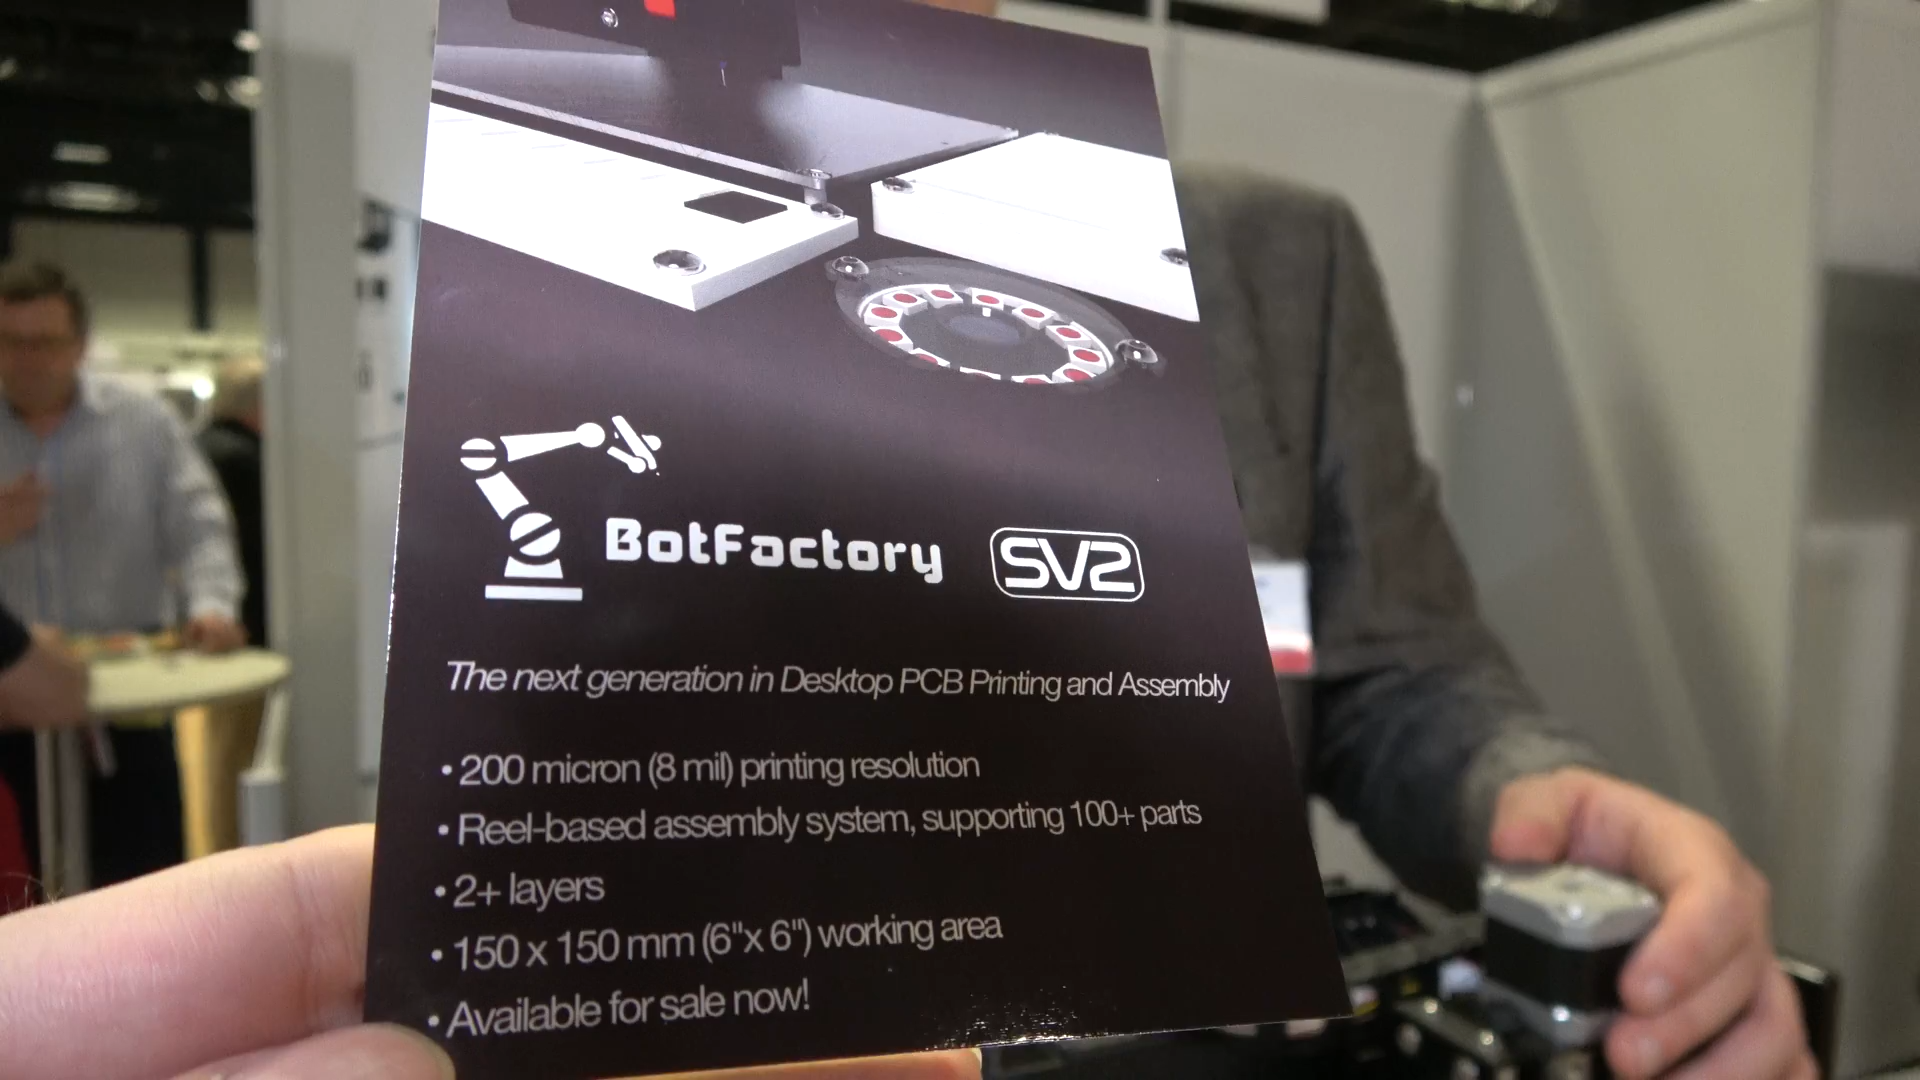 BotFactory SV2
The next generation in Desktop PCB Printing and Assembly
• 200 micron (8 mil) printing resolution
• Reel-based assembly system, supporting 100+ parts
• 2+ layers
• 150 x 150 mm (6"x 6") working area
• Available for sale now!